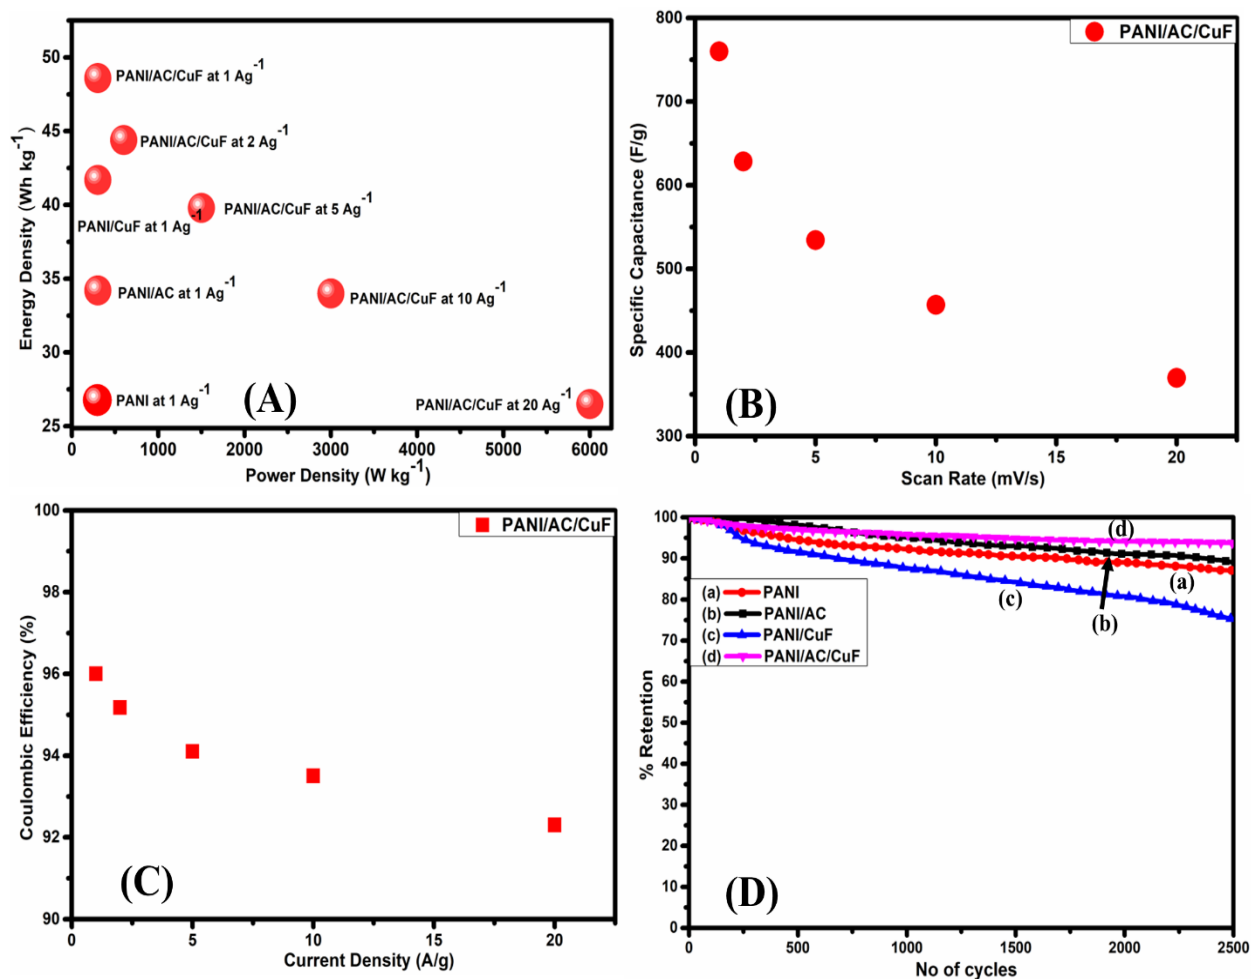 50
45
40
35
30
25
Energy Density (Wh kg⁻¹)
PANI/AC/CuF at 1 Ag⁻¹
PANI/AC/CuF at 2 Ag⁻¹
PANI/CuF at 1 Ag⁻¹
PANI/AC/CuF at 5 Ag⁻¹
PANI/AC at 1 Ag⁻¹
PANI/AC/CuF at 10 Ag⁻¹
PANI at 1 Ag⁻¹
(A)
PANI/AC/CuF at 20 Ag⁻¹
0 1000 2000 3000 4000 5000 6000
Power Density (W kg⁻¹)
800
700
600
500
400
300
Specific Capacitance (F/g)
PANI/AC/CuF
(B)
0 5 10 15 20
Scan Rate (mV/s)
100
98
96
94
92
90
Coulombic Efficiency (%)
PANI/AC/CuF
(C)
0 5 10 15 20
Current Density (A/g)
100
90
80
70
60
50
40
30
20
10
0
% Retention
(d)
(a)
(c)
(b)
(a) PANI
(b) PANI/AC
(c) PANI/CuF
(d) PANI/AC/CuF
(D)
0 500 1000 1500 2000 2500
No of cycles